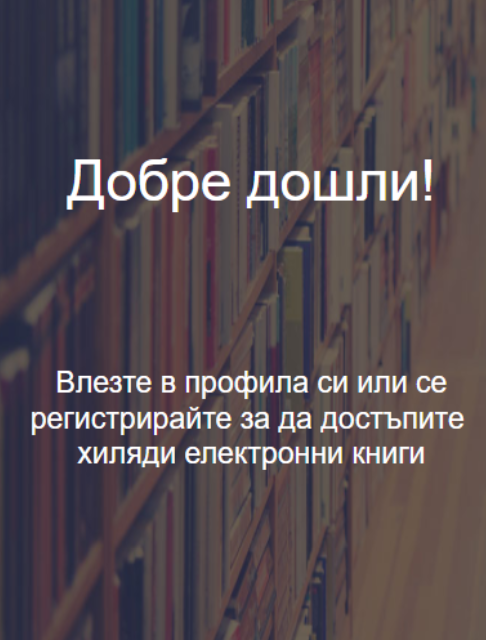 Добре дошли!
Влезте в профила си или се
регистрирайте за да достъпите
хиляди електронни книги